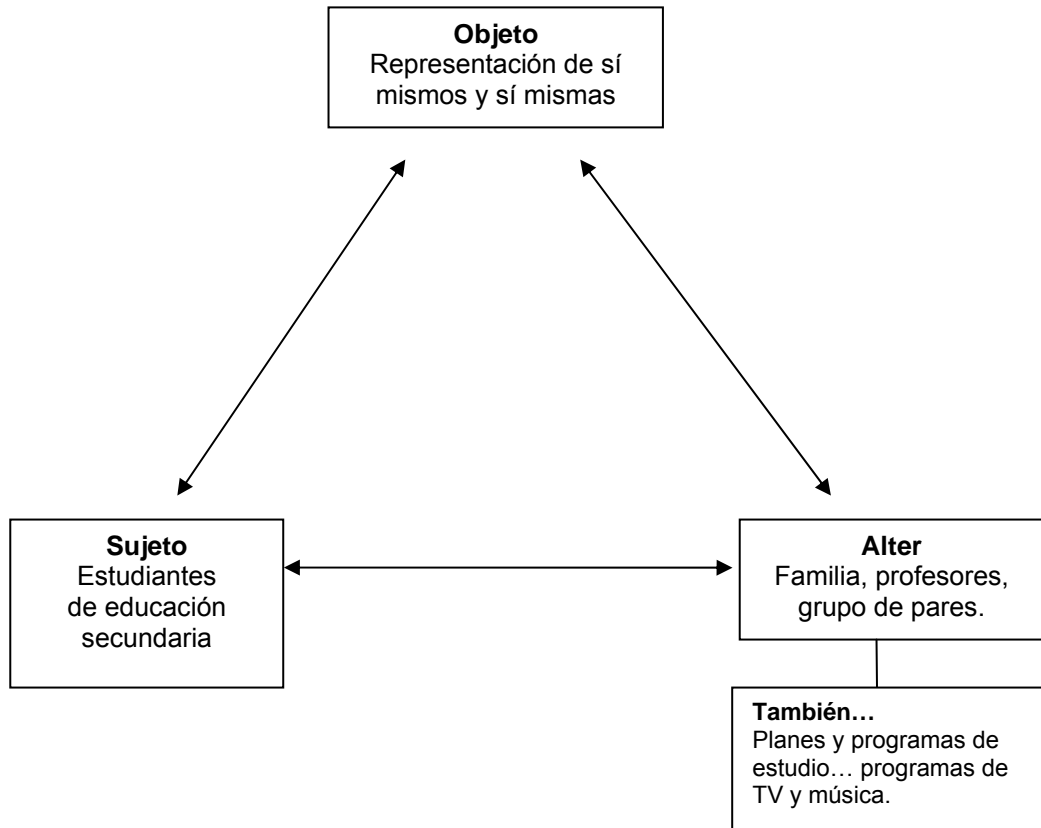 Objeto
Representación de sí
mismos y sí mismas
Sujeto
Estudiantes
de educación
secundaria
Alter
Familia, profesores,
grupo de pares.
También…
Planes y programas de
estudio… programas de
TV y música.